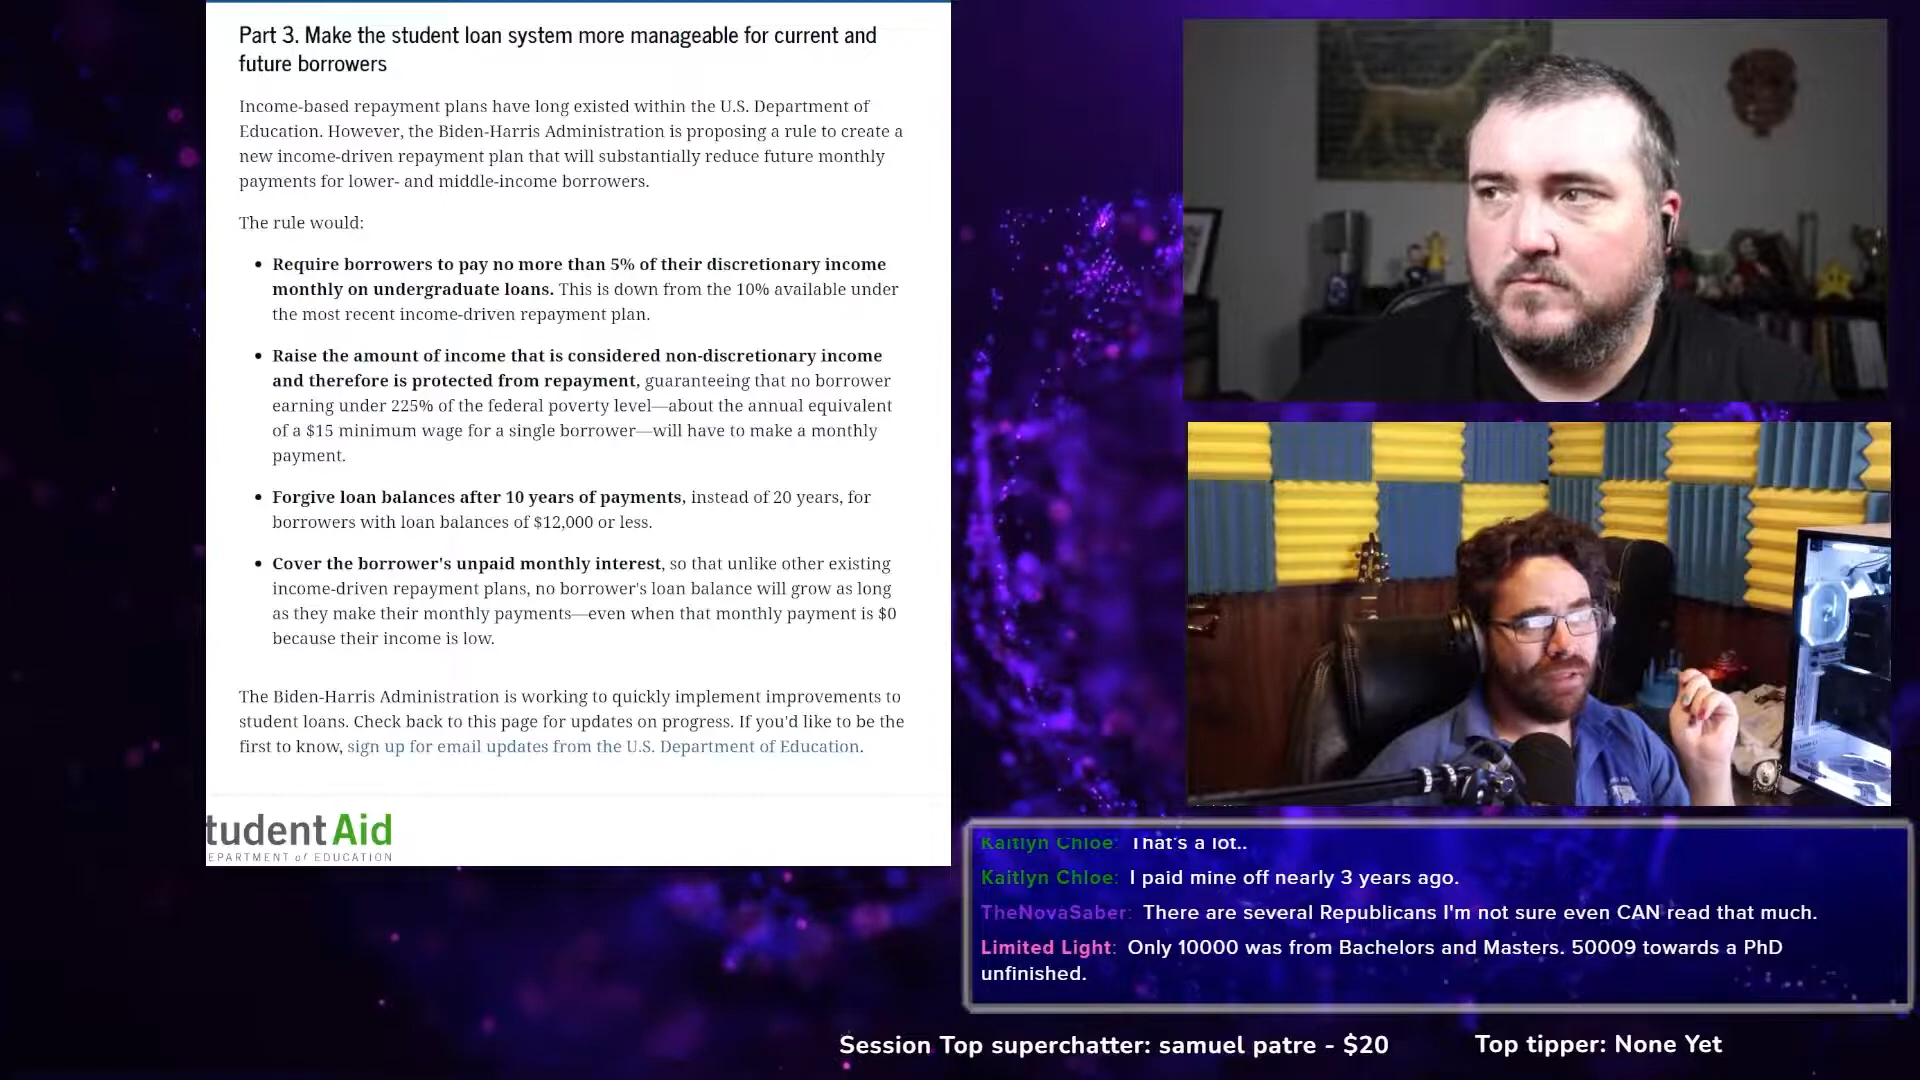 Part 3. Make the student loan system more manageable for current and
future borrowers
Income-based repayment plans have long existed within the U.S. Department of
Education. However, the Biden-Harris Administration is proposing a rule to create a
new income-driven repayment plan that will substantially reduce future monthly
payments for lower- and middle-income borrowers.
The rule would:
• Require borrowers to pay no more than 5% of their discretionary income
monthly on undergraduate loans. This is down from the 10% available under
the most recent income-driven repayment plan.
• Raise the amount of income that is considered non-discretionary income
and therefore is protected from repayment, guaranteeing that no borrower
earning under 225% of the federal poverty level—about the annual equivalent
of a $15 minimum wage for a single borrower—will have to make a monthly
payment.
• Forgive loan balances after 10 years of payments, instead of 20 years, for
borrowers with loan balances of $12,000 or less.
• Cover the borrower's unpaid monthly interest, so that unlike other existing
income-driven repayment plans, no borrower's loan balance will grow as long
as they make their monthly payments—even when that monthly payment is $0
because their income is low.
The Biden-Harris Administration is working to quickly implement improvements to
student loans. Check back to this page for updates on progress. If you'd like to be the
first to know, sign up for email updates from the U.S. Department of Education.
tudentAid
EPARTMENT of EDUCATION
Kaitlyn Chloe: That's a lot..
Kaitlyn Chloe: I paid mine off nearly 3 years ago.
TheNovaSaber: There are several Republicans I'm not sure even CAN read that much.
Limited Light: Only 10000 was from Bachelors and Masters. 50009 towards a PhD
unfinished.
Session Top superchatter: samuel patre - $20
Top tipper: None Yet